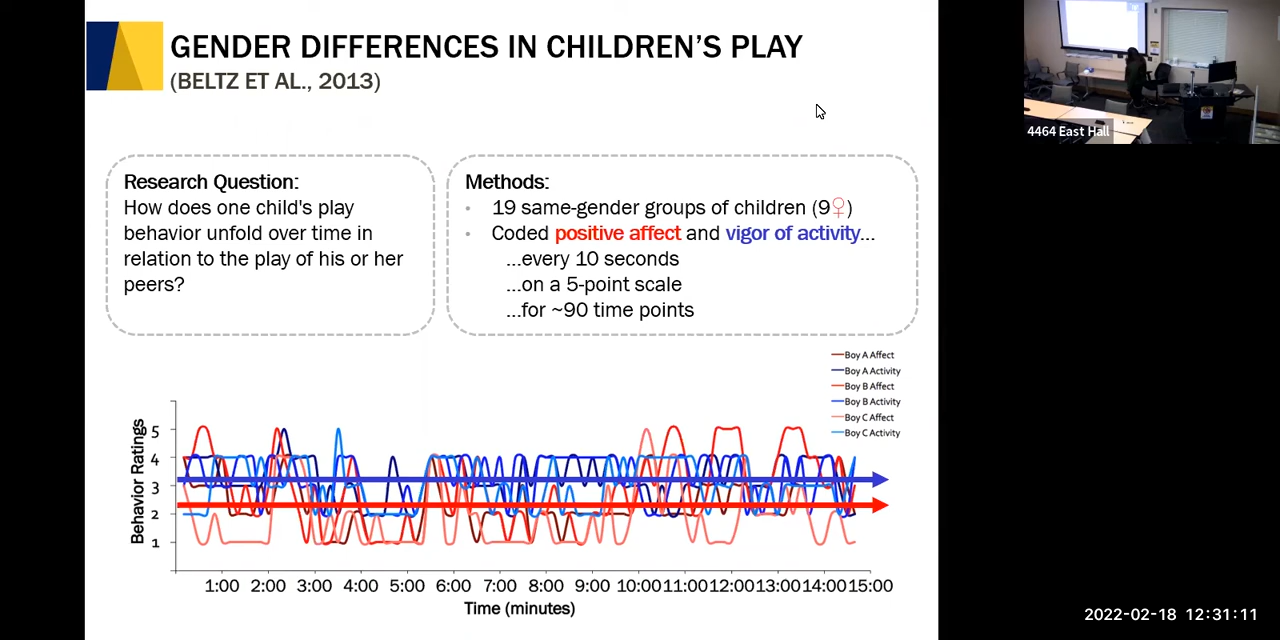 GENDER DIFFERENCES IN CHILDREN'S PLAY
(BELTZ ET AL., 2013)
4464 East Hall
Research Question:
How does one child's play
behavior unfold over time in
relation to the play of his or her
peers?
Methods:
• 19 same-gender groups of children (9♀)
• Coded positive affect and vigor of activity...
...every 10 seconds
...on a 5-point scale
...for ~90 time points
Boy A Affect
Boy A Activity
Boy B Affect
Boy B Activity
Boy C Affect
Boy C Activity
Behavior Ratings
5
4
3
2
1
1:00 2:00 3:00 4:00 5:00 6:00 7:00 8:00 9:00 10:00 11:00 12:00 13:00 14:00 15:00
Time (minutes)
2022-02-18 12:31:11